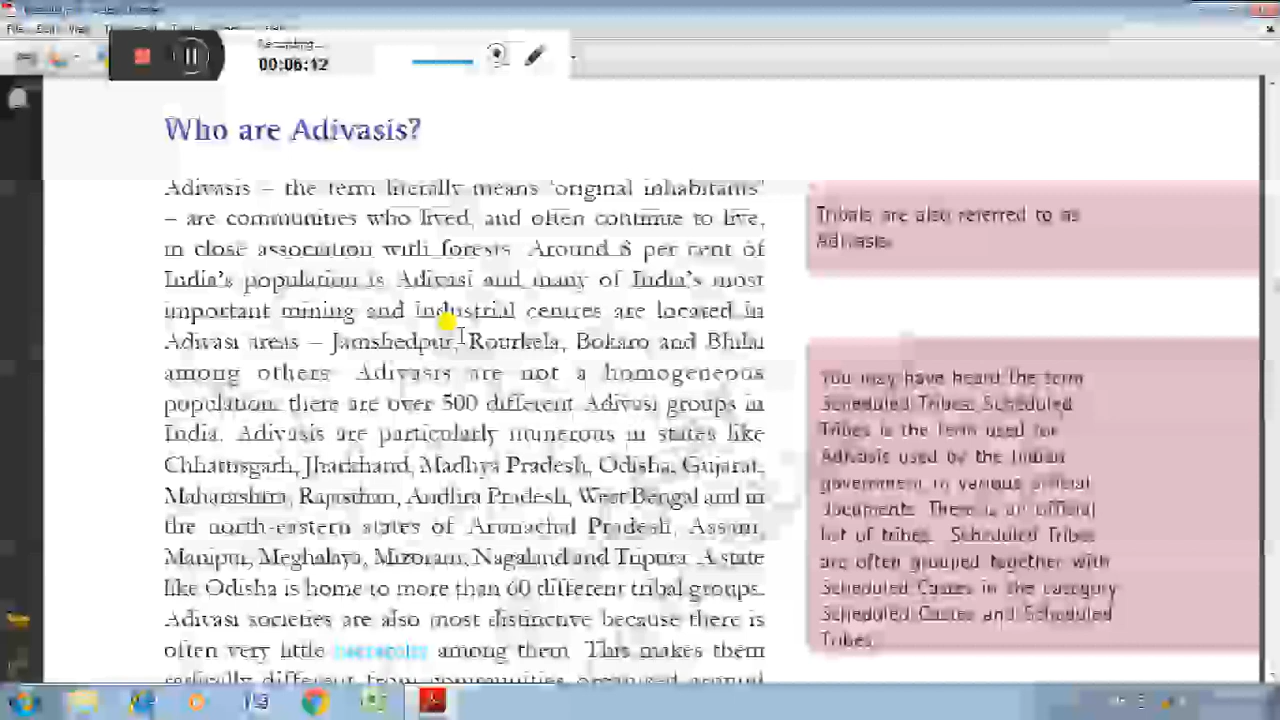 00:06:12
Who are Adivasis?
Adivasis – the term literally means 'original inhabitants'
– are communities who lived, and often continue to live,
in close association with forests. Around 8 per cent of
India's population is Adivasi and many of India's most
important mining and industrial centres are located in
Adivasi areas – Jamshedpur, Rourkela, Bokaro and Bhilai
among others. Adivasis are not a homogeneous
population: there are over 500 different Adivasi groups in
India. Adivasis are particularly numerous in states like
Chhattisgarh, Jharkhand, Madhya Pradesh, Odisha, Gujarat,
Maharashtra, Rajasthan, Andhra Pradesh, West Bengal and in
the north-eastern states of Arunachal Pradesh, Assam,
Manipur, Meghalaya, Mizoram, Nagaland and Tripura. A state
like Odisha is home to more than 60 different tribal groups.
Adivasi societies are also most distinctive because there is
often very little hierarchy among them. This makes them
radically different from communities organised around
Tribals are also referred to as
Adivasis.
You may have heard the term
Scheduled Tribes. Scheduled
Tribes is the term used for
Adivasis used by the Indian
government in various official
documents. There is an official
list of tribes. Scheduled Tribes
are often grouped together with
Scheduled Castes in the category
Scheduled Castes and Scheduled
Tribes.